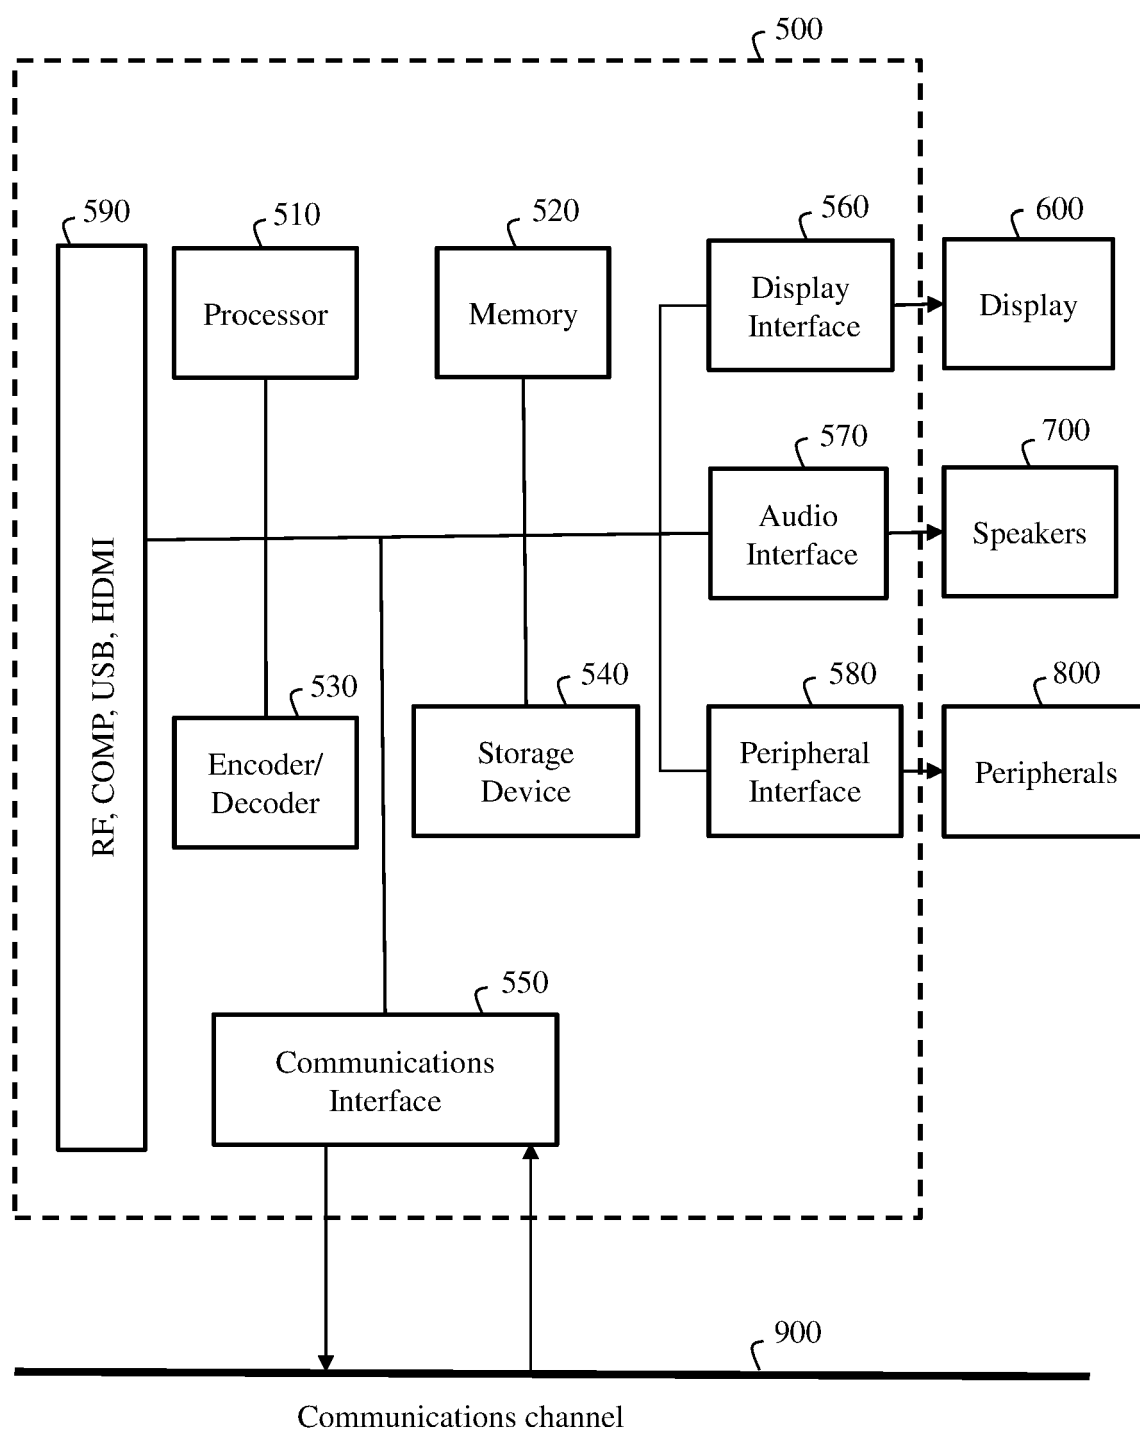 500
590
510
520
560
600
Processor
Memory
Display
Interface
Display
570
700
Audio
Interface
Speakers
RF, COMP, USB, HDMI
530
540
580
800
Encoder/
Decoder
Storage
Device
Peripheral
Interface
Peripherals
550
Communications
Interface
900
Communications channel